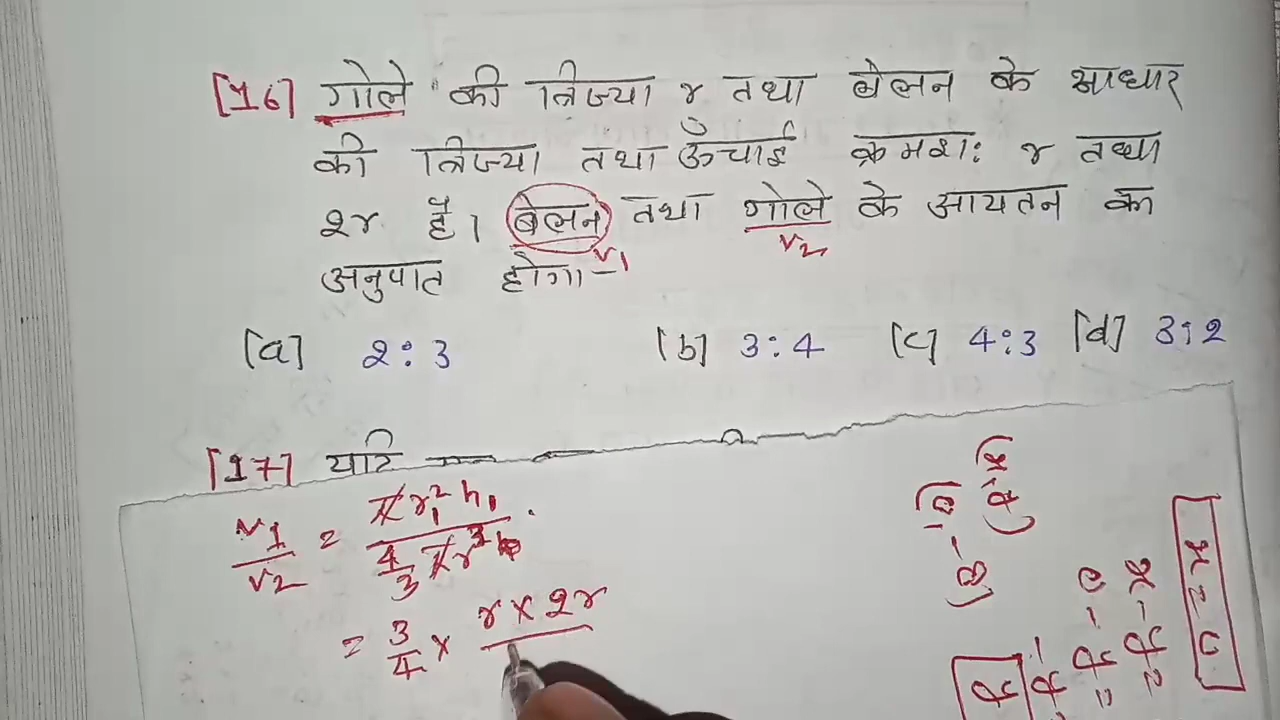 [16] गोले की त्रिज्या r तथा बेलन के आधार
की त्रिज्या तथा ऊँचाई क्रमशः r तथा
2r है। बेलन तथा गोले के आयतन का
v1 v2
अनुपात होगा-
[a] 2:3 [b] 3:4 [c] 4:3 [d] 3:2
[17] यदि
v1/v2 = πr₁²h₁ / 4/3 πr³
= 3/4 × r×2r